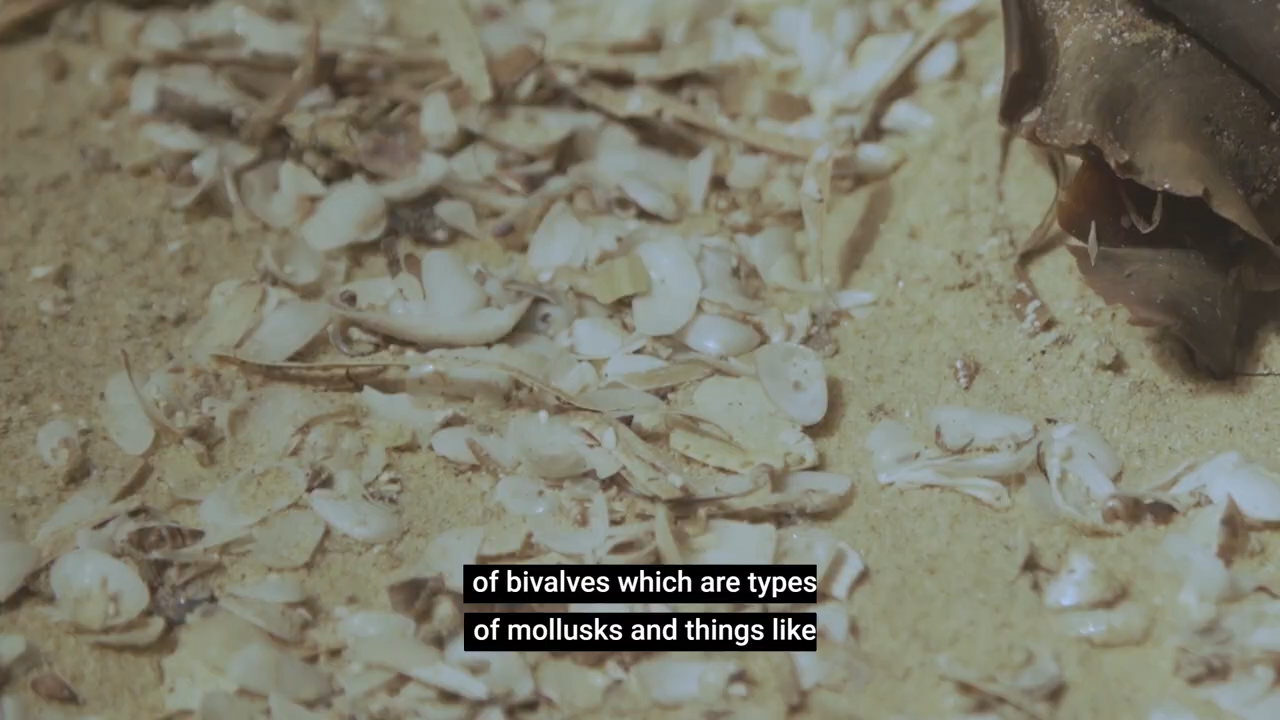 of bivalves which are types
of mollusks and things like